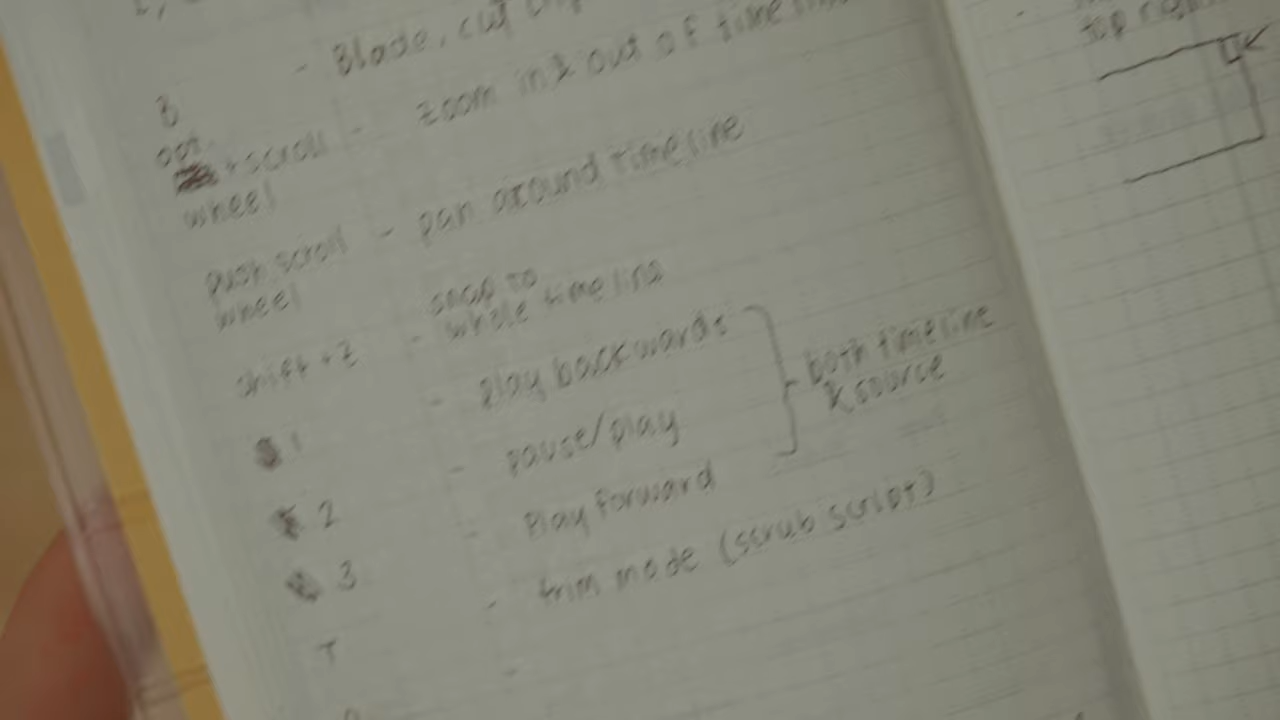 - Blade, cut
B
opt
+ scroll - zoom in & out of timeline
wheel
push scroll - pan around timeline
wheel
snap to
shift + z - whole timeline
1 - play backwards
both timeline
& source
2 - pause/play
3 - play forward
T - trim mode (scrub script)
-
top right